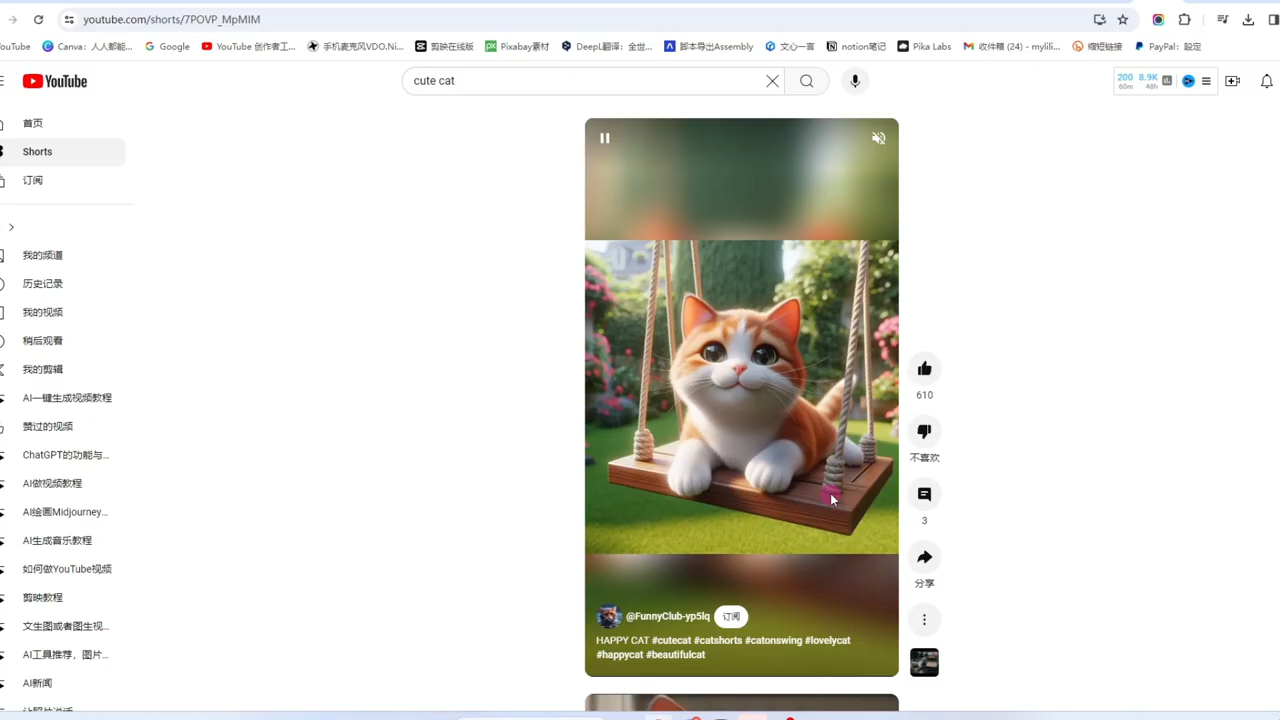 youtube.com/shorts/7POVP_MpMIM
YouTube
Canva：人人都能...
Google
YouTube 创作者工...
手机麦克风VDO.Ni...
剪映在线版
Pixabay素材
DeepL翻译：全世...
脚本导出Assembly
文心一言
notion笔记
Pika Labs
收件箱 (24) - mylili...
缩短链接
PayPal：設定
YouTube
cute cat
200 8.9K
60m 48h
首页
Shorts
订阅
我的频道
历史记录
我的视频
稍后观看
我的剪辑
AI一键生成视频教程
赞过的视频
ChatGPT的功能与...
AI做视频教程
AI绘画Midjourney...
AI生成音乐教程
如何做YouTube视频
剪映教程
文生图或者图生视...
AI工具推荐，图片...
AI新闻
610
不喜欢
3
分享
@FunnyClub-yp5lq 订阅
HAPPY CAT #cutecat #catshorts #catonswing #lovelycat
#happycat #beautifulcat